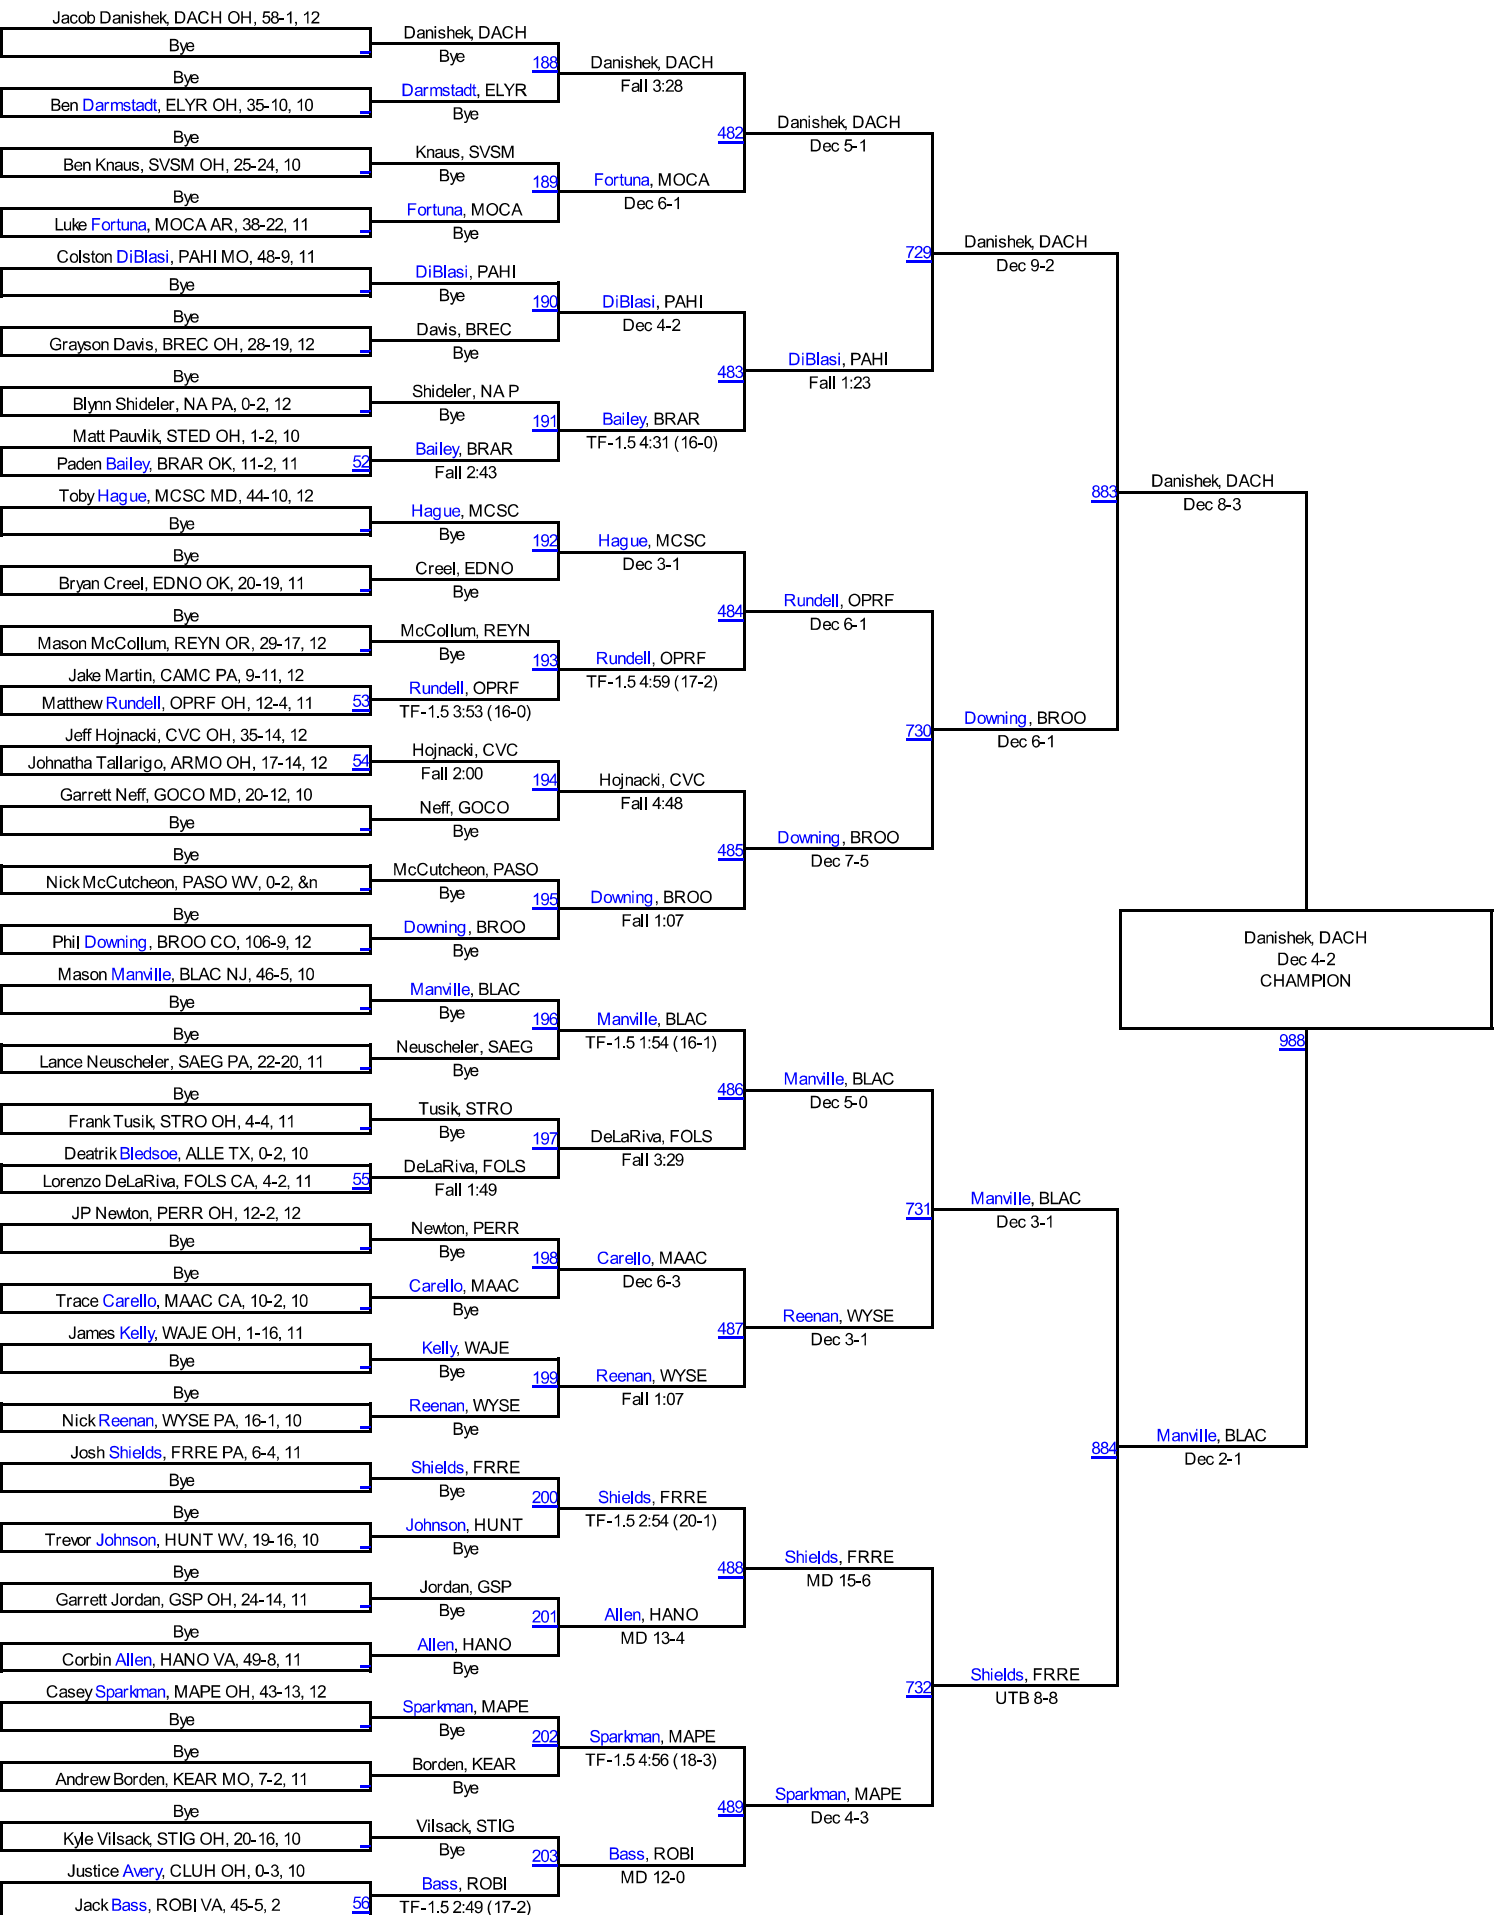 Jacob Danishek, DACH OH, 58-1, 12
Bye
Bye
Ben Darmstadt, ELYR OH, 35-10, 10
Bye
Ben Knaus, SVSM OH, 25-24, 10
Bye
Luke Fortuna, MOCA AR, 38-22, 11
Colston DiBlasi, PAHI MO, 48-9, 11
Bye
Bye
Grayson Davis, BREC OH, 28-19, 12
Bye
Blynn Shideler, NA PA, 0-2, 12
Matt Pauvlik, STED OH, 1-2, 10
Paden Bailey, BRAR OK, 11-2, 11
52
Toby Hague, MCSC MD, 44-10, 12
Bye
Bye
Bryan Creel, EDNO OK, 20-19, 11
Bye
Mason McCollum, REYN OR, 29-17, 12
Jake Martin, CAMC PA, 9-11, 12
Matthew Rundell, OPRF OH, 12-4, 11
53
Jeff Hojnacki, CVC OH, 35-14, 12
Johnatha Tallarigo, ARMO OH, 17-14, 12
54
Garrett Neff, GOCO MD, 20-12, 10
Bye
Bye
Nick McCutcheon, PASO WV, 0-2, &n
Bye
Phil Downing, BROO CO, 106-9, 12
Mason Manville, BLAC NJ, 46-5, 10
Bye
Bye
Lance Neuscheler, SAEG PA, 22-20, 11
Bye
Frank Tusik, STRO OH, 4-4, 11
Deatrik Bledsoe, ALLE TX, 0-2, 10
Lorenzo DeLaRiva, FOLS CA, 4-2, 11
55
JP Newton, PERR OH, 12-2, 12
Bye
Bye
Trace Carello, MAAC CA, 10-2, 10
James Kelly, WAJE OH, 1-16, 11
Bye
Bye
Nick Reenan, WYSE PA, 16-1, 10
Josh Shields, FRRE PA, 6-4, 11
Bye
Bye
Trevor Johnson, HUNT WV, 19-16, 10
Bye
Garrett Jordan, GSP OH, 24-14, 11
Bye
Corbin Allen, HANO VA, 49-8, 11
Casey Sparkman, MAPE OH, 43-13, 12
Bye
Bye
Andrew Borden, KEAR MO, 7-2, 11
Bye
Kyle Vilsack, STIG OH, 20-16, 10
Justice Avery, CLUH OH, 0-3, 10
Jack Bass, ROBI VA, 45-5, 2
56
Danishek, DACH
Bye
188
Darmstadt, ELYR
Bye
Knaus, SVSM
Bye
189
Fortuna, MOCA
Bye
DiBlasi, PAHI
Bye
190
Davis, BREC
Bye
Shideler, NA P
Bye
191
Bailey, BRAR
Fall 2:43
Hague, MCSC
Bye
192
Creel, EDNO
Bye
McCollum, REYN
Bye
193
Rundell, OPRF
TF-1.5 3:53 (16-0)
Hojnacki, CVC
Fall 2:00
194
Neff, GOCO
Bye
McCutcheon, PASO
Bye
195
Downing, BROO
Bye
Manville, BLAC
Bye
196
Neuscheler, SAEG
Bye
Tusik, STRO
Bye
197
DeLaRiva, FOLS
Fall 1:49
Newton, PERR
Bye
198
Carello, MAAC
Bye
Kelly, WAJE
Bye
199
Reenan, WYSE
Bye
Shields, FRRE
Bye
200
Johnson, HUNT
Bye
Jordan, GSP
Bye
201
Allen, HANO
Bye
Sparkman, MAPE
Bye
202
Borden, KEAR
Bye
Vilsack, STIG
Bye
203
Bass, ROBI
TF-1.5 2:49 (17-2)
Danishek, DACH
Fall 3:28
482
Fortuna, MOCA
Dec 6-1
DiBlasi, PAHI
Dec 4-2
483
Bailey, BRAR
TF-1.5 4:31 (16-0)
Hague, MCSC
Dec 3-1
484
Rundell, OPRF
TF-1.5 4:59 (17-2)
Hojnacki, CVC
Fall 4:48
485
Downing, BROO
Fall 1:07
Manville, BLAC
TF-1.5 1:54 (16-1)
486
DeLaRiva, FOLS
Fall 3:29
Carello, MAAC
Dec 6-3
487
Reenan, WYSE
Fall 1:07
Shields, FRRE
TF-1.5 2:54 (20-1)
488
Allen, HANO
MD 13-4
Sparkman, MAPE
TF-1.5 4:56 (18-3)
489
Bass, ROBI
MD 12-0
Danishek, DACH
Dec 5-1
729
DiBlasi, PAHI
Fall 1:23
Rundell, OPRF
Dec 6-1
730
Downing, BROO
Dec 7-5
Manville, BLAC
Dec 5-0
731
Reenan, WYSE
Dec 3-1
Shields, FRRE
MD 15-6
732
Sparkman, MAPE
Dec 4-3
Danishek, DACH
Dec 9-2
883
Downing, BROO
Dec 6-1
Manville, BLAC
Dec 3-1
884
Shields, FRRE
UTB 8-8
Danishek, DACH
Dec 8-3
Danishek, DACH
Dec 4-2
CHAMPION
988
Manville, BLAC
Dec 2-1